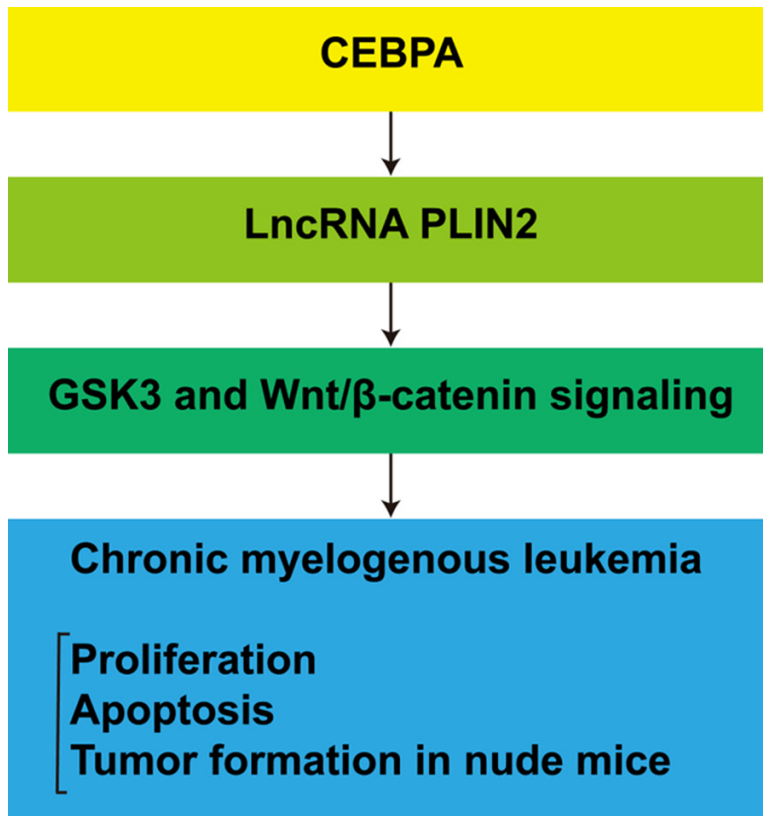 CEBPA
LncRNA PLIN2
GSK3 and Wnt/β-catenin signaling
Chronic myelogenous leukemia
Proliferation
Apoptosis
Tumor formation in nude mice